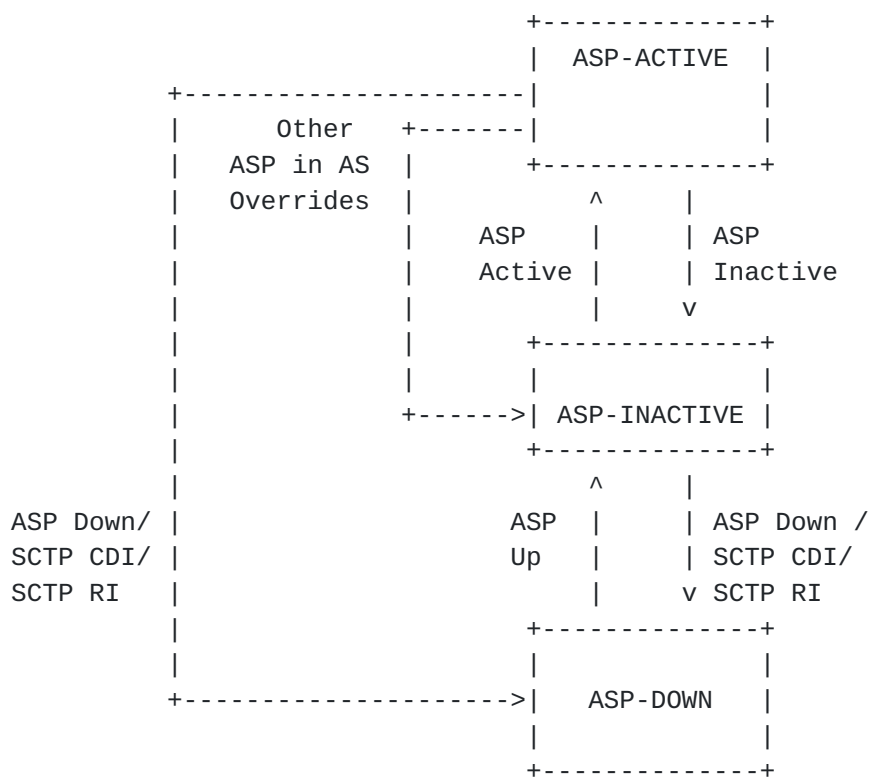 ASP-ACTIVE
Other
ASP in AS
Overrides
ASP ASP
Active Inactive
ASP-INACTIVE
ASP Down/ ASP ASP Down /
SCTP CDI/ Up SCTP CDI/
SCTP RI SCTP RI
ASP-DOWN